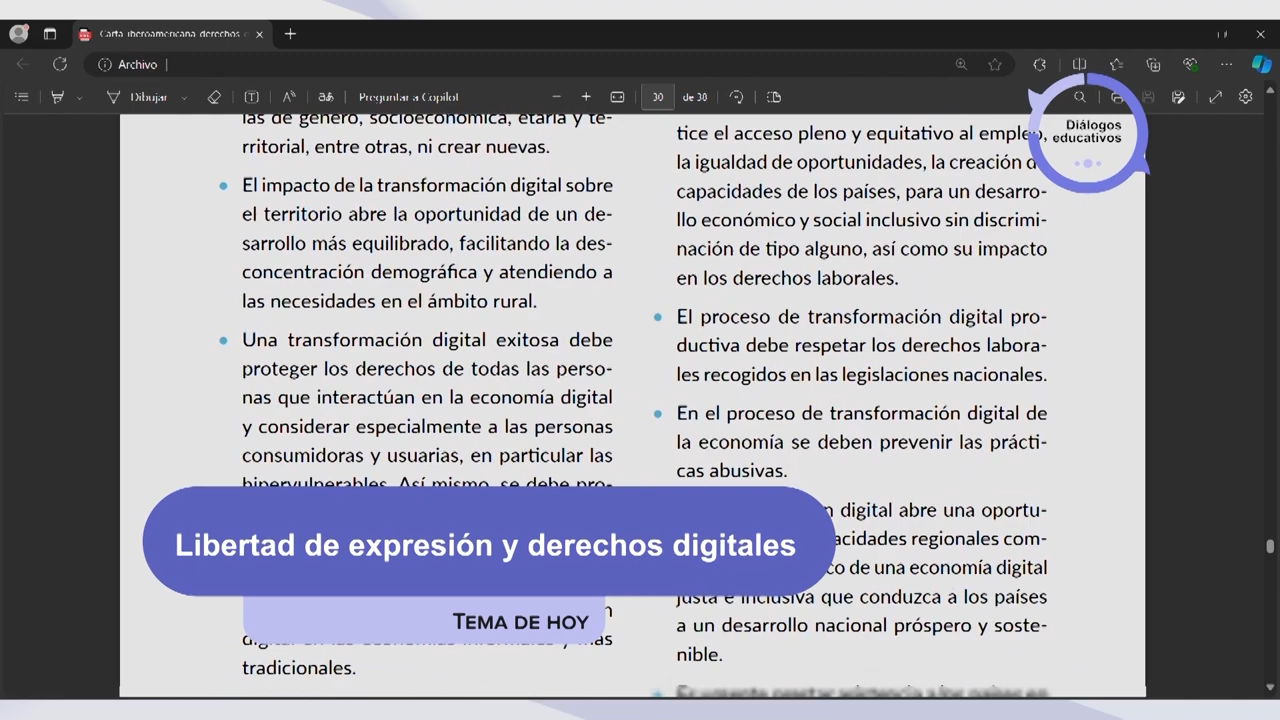 Carta iberoamericana derechos
Archivo
Dibujar
Preguntar a Copilot
30 de 38
Diálogos
educativos
las de género, socioeconómica, etaria y te-
rritorial, entre otras, ni crear nuevas.
El impacto de la transformación digital sobre
el territorio abre la oportunidad de un de-
sarrollo más equilibrado, facilitando la des-
concentración demográfica y atendiendo a
las necesidades en el ámbito rural.
Una transformación digital exitosa debe
proteger los derechos de todas las perso-
nas que interactúan en la economía digital
y considerar especialmente a las personas
consumidoras y usuarias, en particular las
hipervulnerables. Así mismo, se debe pro-
tradicionales.
tice el acceso pleno y equitativo al empleo,
la igualdad de oportunidades, la creación d
capacidades de los países, para un desarro-
llo económico y social inclusivo sin discrimi-
nación de tipo alguno, así como su impacto
en los derechos laborales.
El proceso de transformación digital pro-
ductiva debe respetar los derechos labora-
les recogidos en las legislaciones nacionales.
En el proceso de transformación digital de
la economía se deben prevenir las prácti-
cas abusivas.
n digital abre una oportu-
acidades regionales com-
co de una economía digital
justa e inclusiva que conduzca a los países
a un desarrollo nacional próspero y soste-
nible.
Libertad de expresión y derechos digitales
Tema de hoy